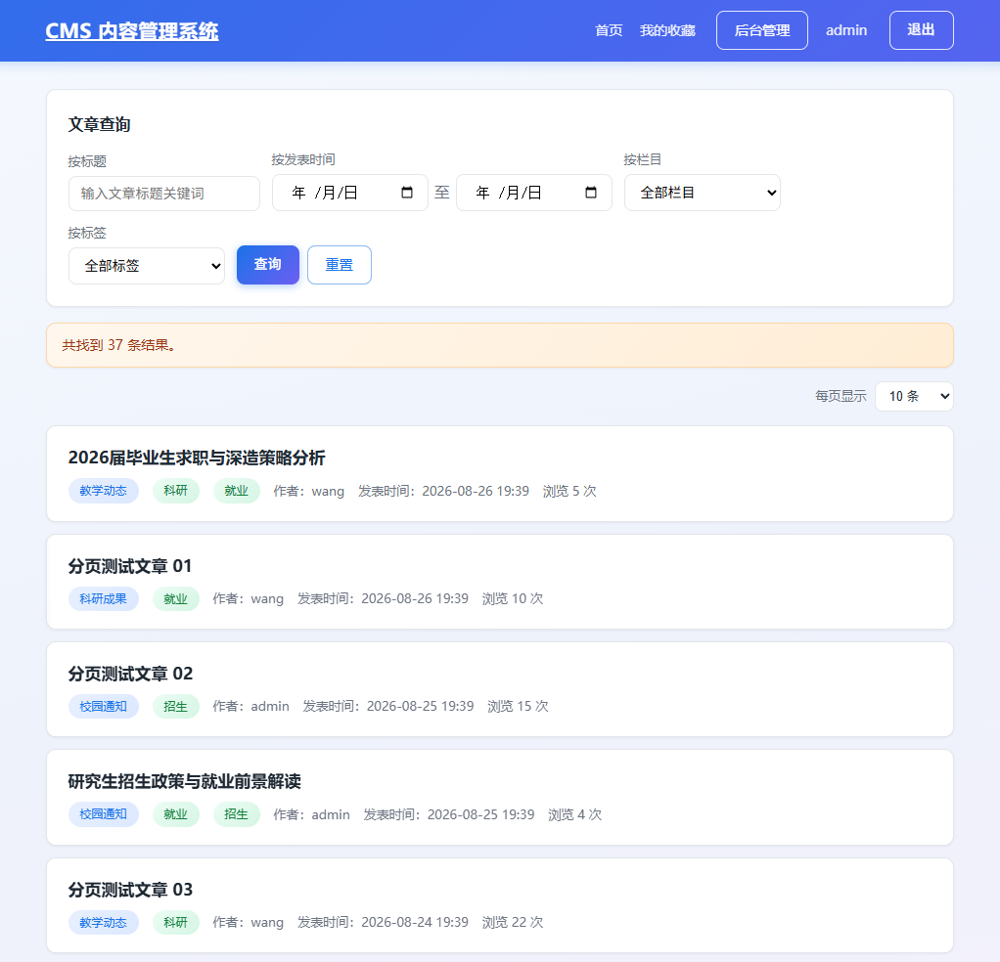 CMS 内容管理系统 首页 我的收藏 后台管理 admin 退出
文章查询
按标题 按发表时间 按栏目
输入文章标题关键词 年 /月/日 至 年 /月/日 全部栏目
按标签
全部标签 查询 重置
共找到 37 条结果。
每页显示 10 条
2026届毕业生求职与深造策略分析
教学动态 科研 就业 作者：wang 发表时间：2026-08-26 19:39 浏览 5 次
分页测试文章 01
科研成果 就业 作者：wang 发表时间：2026-08-26 19:39 浏览 10 次
分页测试文章 02
校园通知 招生 作者：admin 发表时间：2026-08-25 19:39 浏览 15 次
研究生招生政策与就业前景解读
校园通知 就业 招生 作者：admin 发表时间：2026-08-25 19:39 浏览 4 次
分页测试文章 03
教学动态 科研 作者：wang 发表时间：2026-08-24 19:39 浏览 22 次